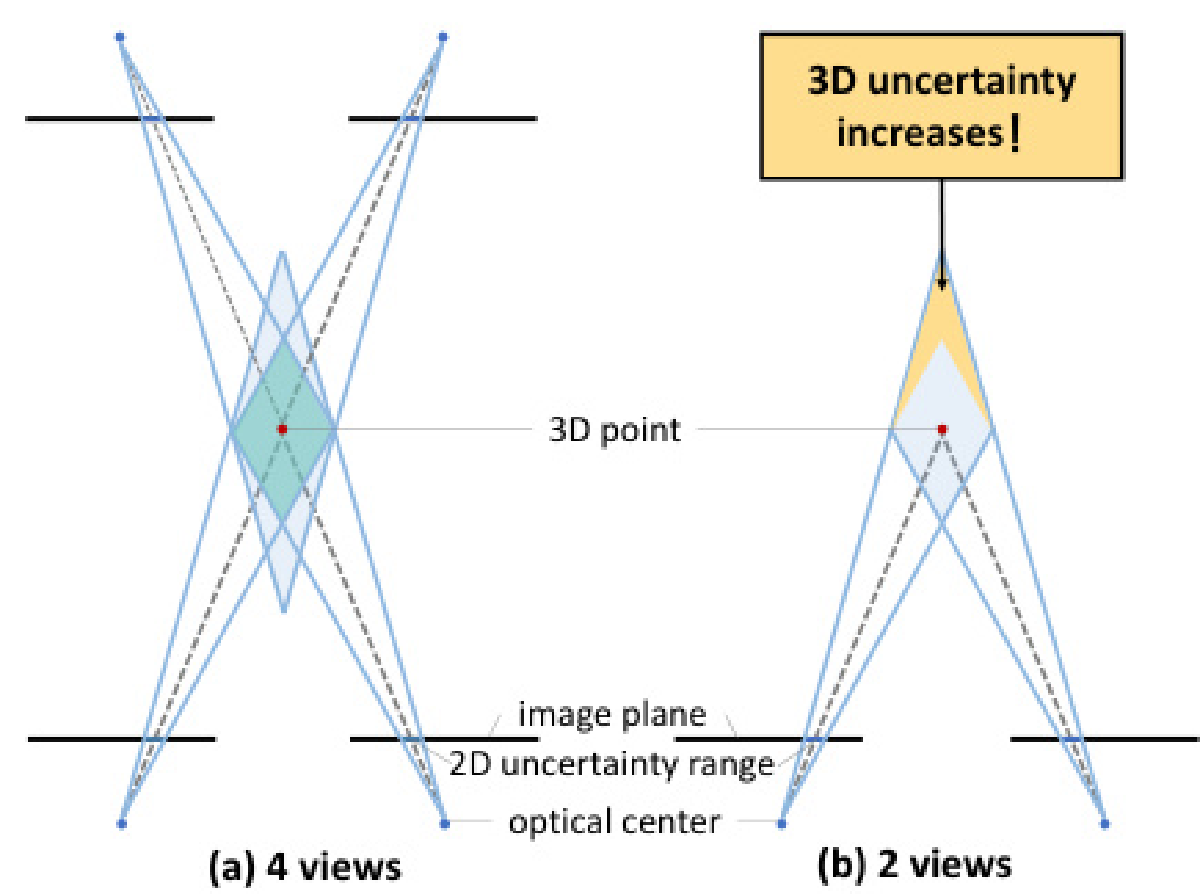 3D uncertainty
increases!
3D point
image plane
2D uncertainty range
optical center
(a) 4 views
(b) 2 views